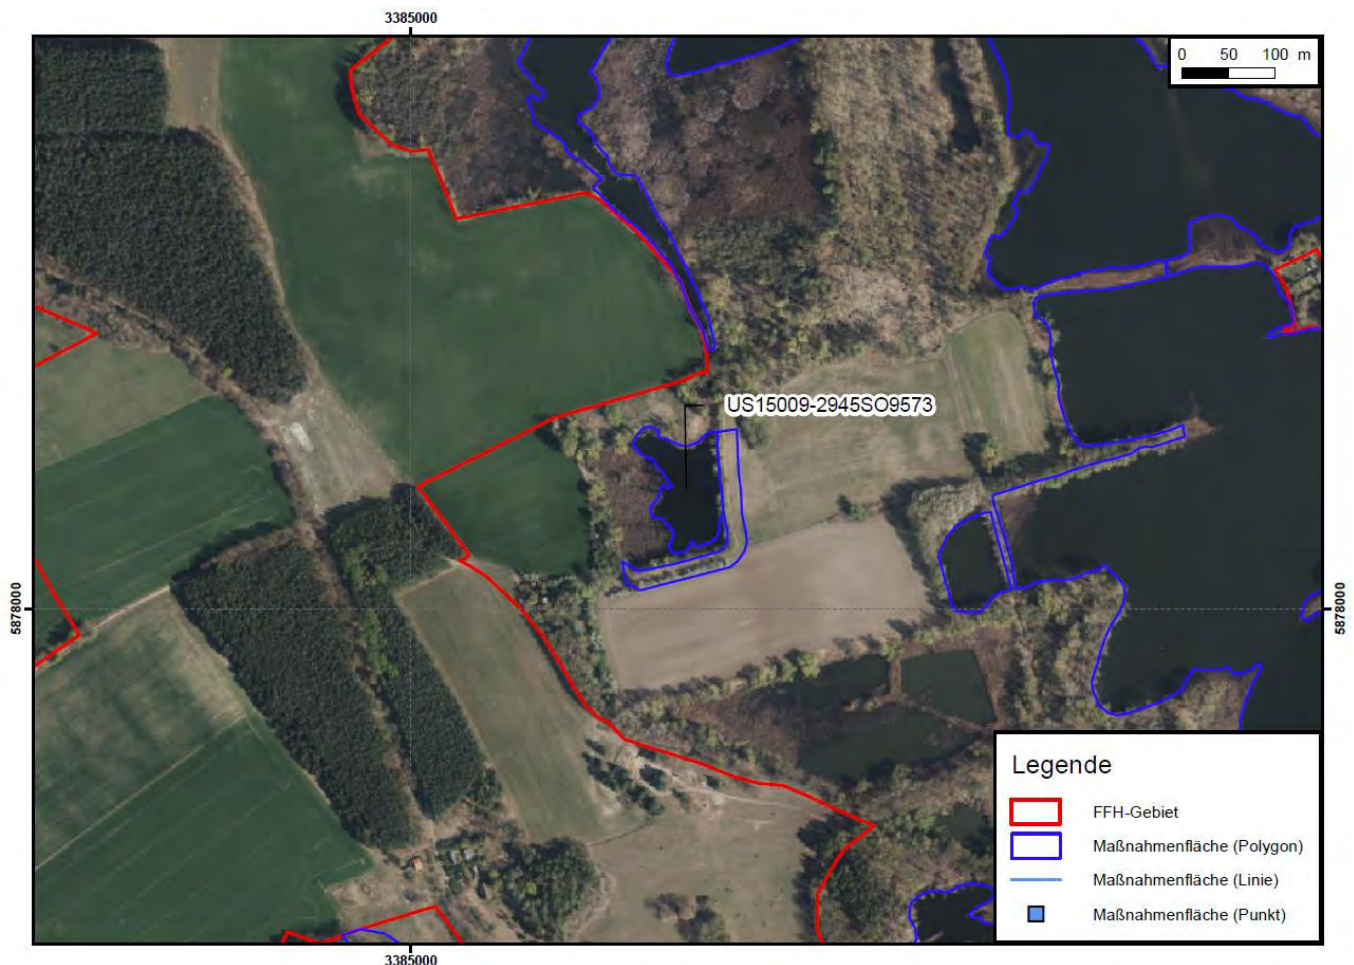 3385000
0 50 100 m
US15009-2945SO9573
5878000
5878000
Legende
FFH-Gebiet
Maßnahmenfläche (Polygon)
Maßnahmenfläche (Linie)
Maßnahmenfläche (Punkt)
3385000